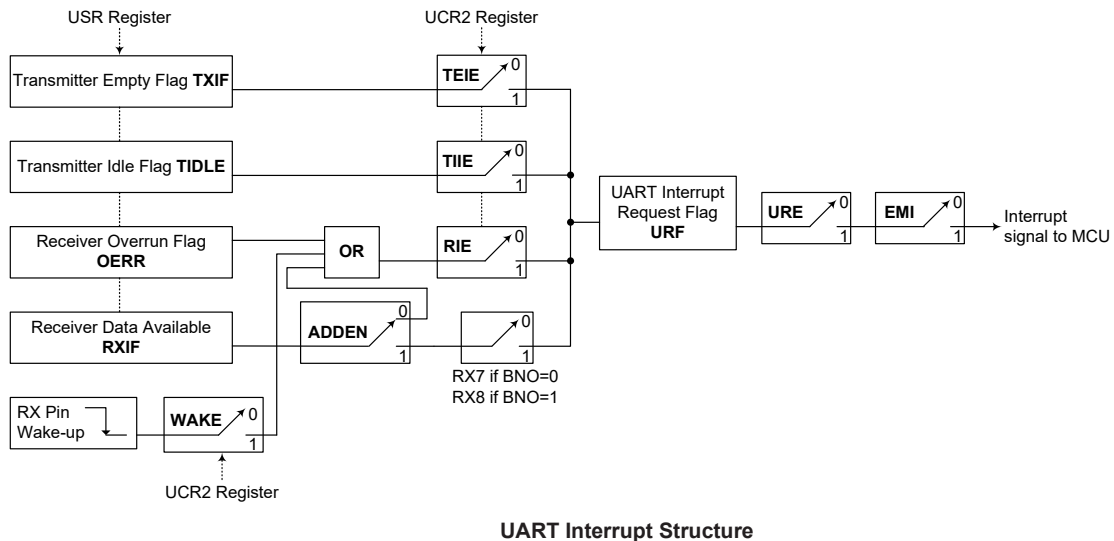 USR Register
UCR2 Register
Transmitter Empty Flag TXIF
TEIE
0
1
Transmitter Idle Flag TIDLE
TIIE
0
1
UART Interrupt
Request Flag
URF
URE
0
1
EMI
0
1
Interrupt
signal to MCU
Receiver Overrun Flag
OERR
OR
RIE
0
1
Receiver Data Available
RXIF
ADDEN
0
1
0
1
RX7 if BNO=0
RX8 if BNO=1
RX Pin
Wake-up
WAKE
0
1
UCR2 Register
UART Interrupt Structure